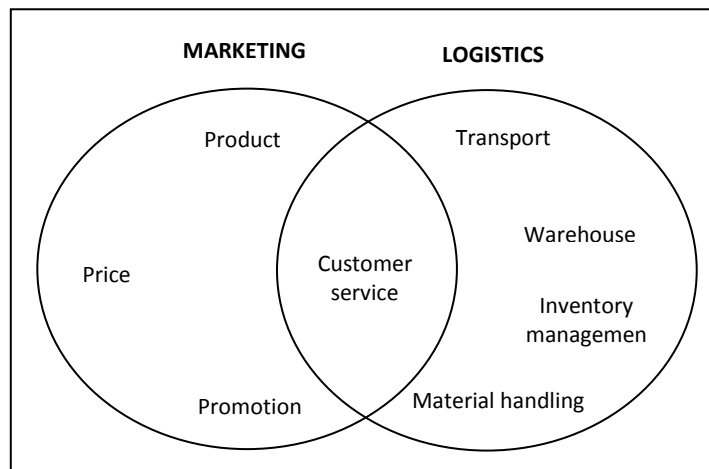 MARKETING LOGISTICS
Product
Transport
Warehouse
Customer
service
Price
Inventory
managemen
Promotion
Material handling